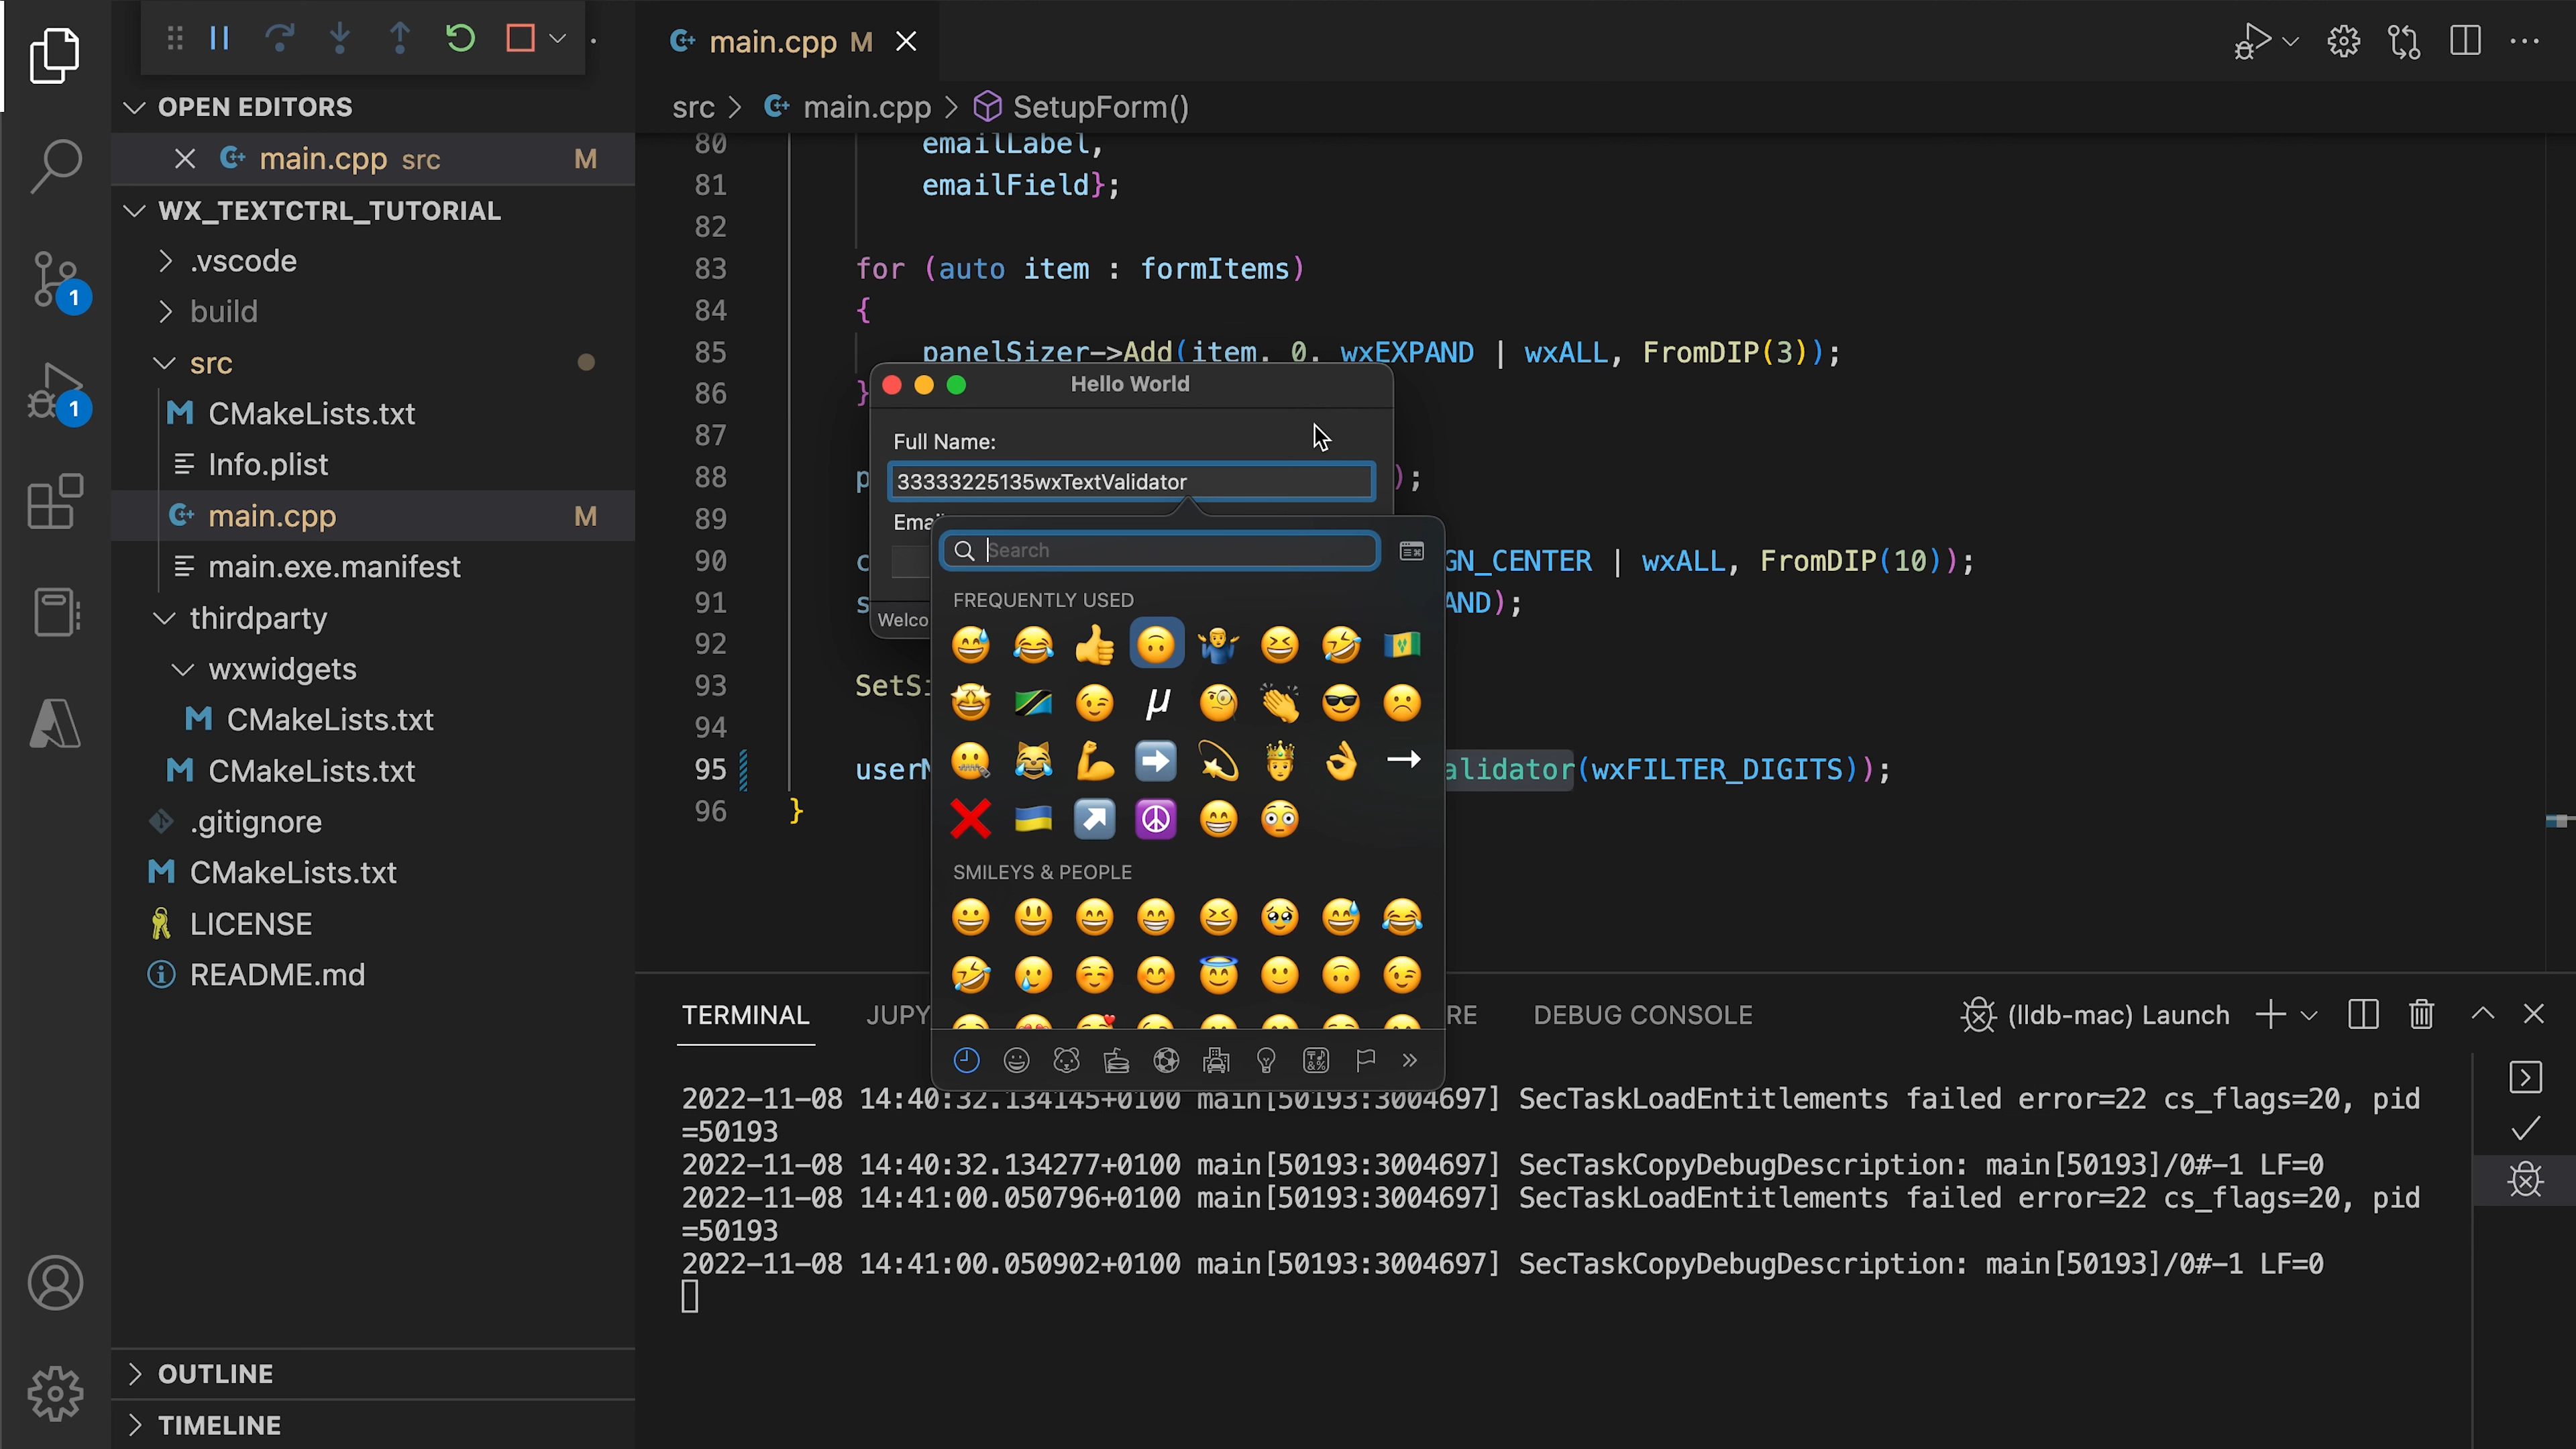 main.cpp M
OPEN EDITORS
main.cpp src M
src > main.cpp > SetupForm()
WX_TEXTCTRL_TUTORIAL
.vscode
build
src
CMakeLists.txt
Info.plist
main.cpp M
main.exe.manifest
thirdparty
wxwidgets
CMakeLists.txt
CMakeLists.txt
.gitignore
CMakeLists.txt
LICENSE
README.md
OUTLINE
TIMELINE
1
1
80 emailLabel,
81 emailField};
82
83 for (auto item : formItems)
84 {
85 panelSizer->Add(item, 0, wxEXPAND | wxALL, FromDIP(3));
86 }
87
88 p );
89
90 c GN_CENTER | wxALL, FromDIP(10));
91 s AND);
92
93 SetSi
94
95 userN alidator(wxFILTER_DIGITS));
96 }
Hello World
Full Name:
33333225135wxTextValidator
Emai
Welco
Search
FREQUENTLY USED
μ
SMILEYS & PEOPLE
TERMINAL JUPY RE DEBUG CONSOLE (lldb-mac) Launch
2022-11-08 14:40:32.134145+0100 main[50193:3004697] SecTaskLoadEntitlements failed error=22 cs_flags=20, pid
=50193
2022-11-08 14:40:32.134277+0100 main[50193:3004697] SecTaskCopyDebugDescription: main[50193]/0#-1 LF=0
2022-11-08 14:41:00.050796+0100 main[50193:3004697] SecTaskLoadEntitlements failed error=22 cs_flags=20, pid
=50193
2022-11-08 14:41:00.050902+0100 main[50193:3004697] SecTaskCopyDebugDescription: main[50193]/0#-1 LF=0